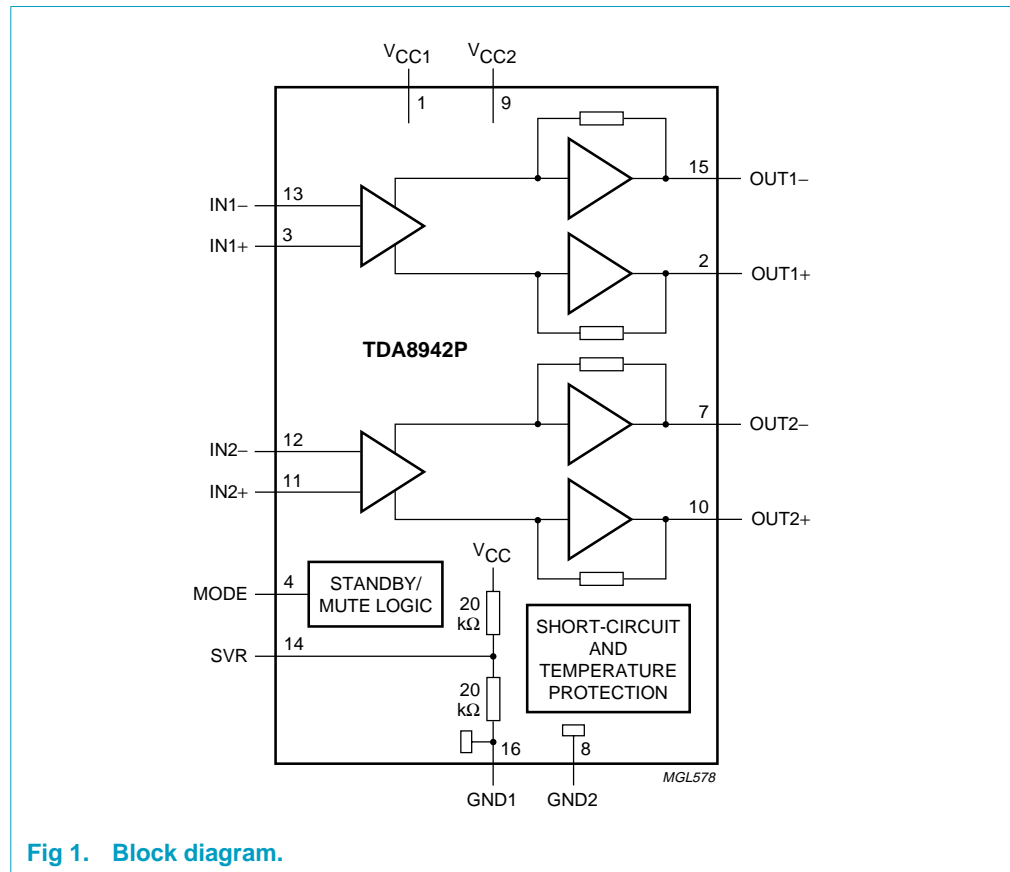 VCC1 VCC2
1 9
15 OUT1−
IN1− 13
IN1+ 3
2 OUT1+
TDA8942P
7 OUT2−
IN2− 12
IN2+ 11
10 OUT2+
VCC
MODE 4
STANDBY/
MUTE LOGIC
20
kΩ
SHORT-CIRCUIT
AND
TEMPERATURE
PROTECTION
SVR 14
20
kΩ
16 8
MGL578
GND1 GND2
Fig 1. Block diagram.